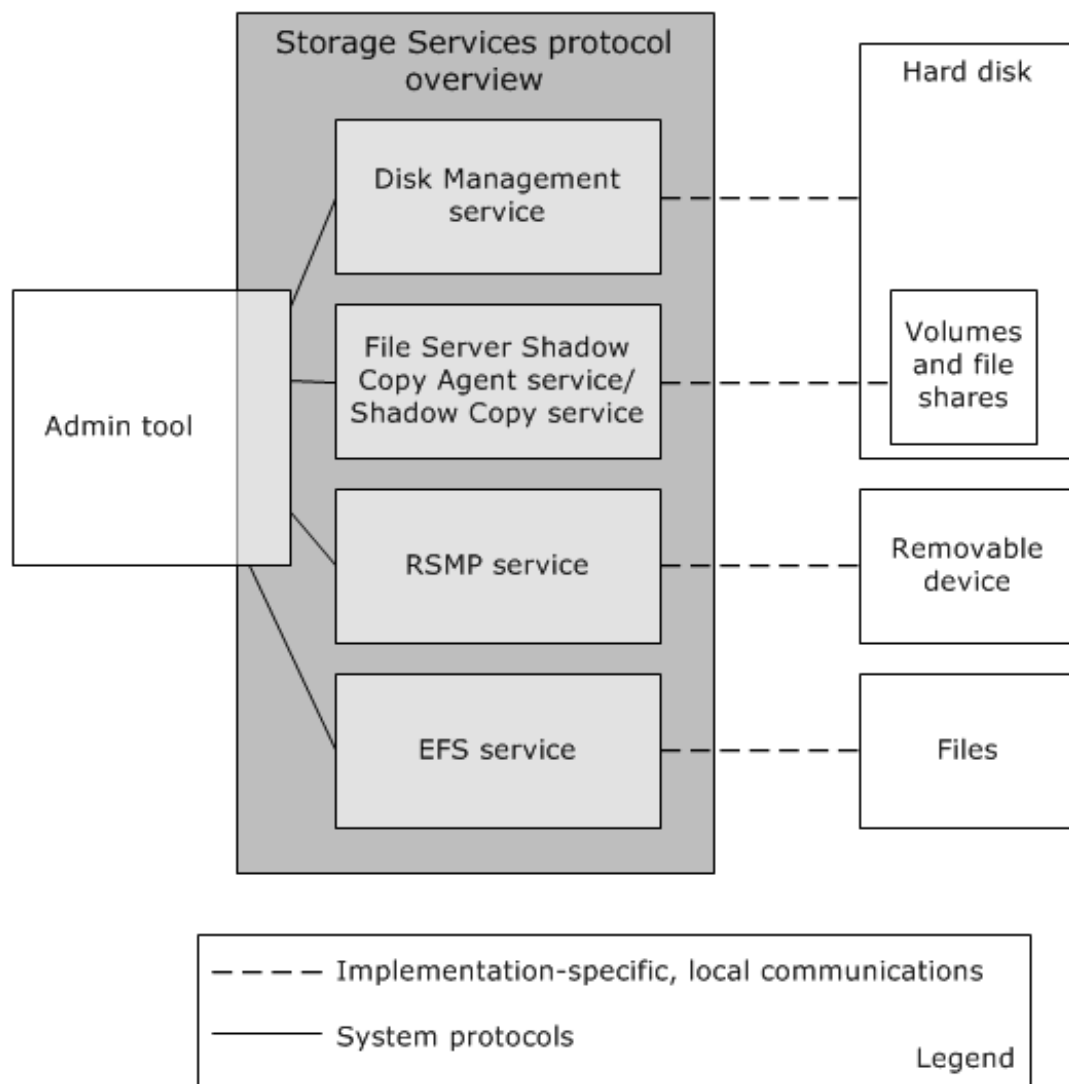 Storage Services protocol
overview
Hard disk
Disk Management
service
File Server Shadow
Copy Agent service/
Shadow Copy service
Volumes
and file
shares
Admin tool
RSMP service
Removable
device
EFS service
Files
Implementation-specific, local communications
System protocols
Legend